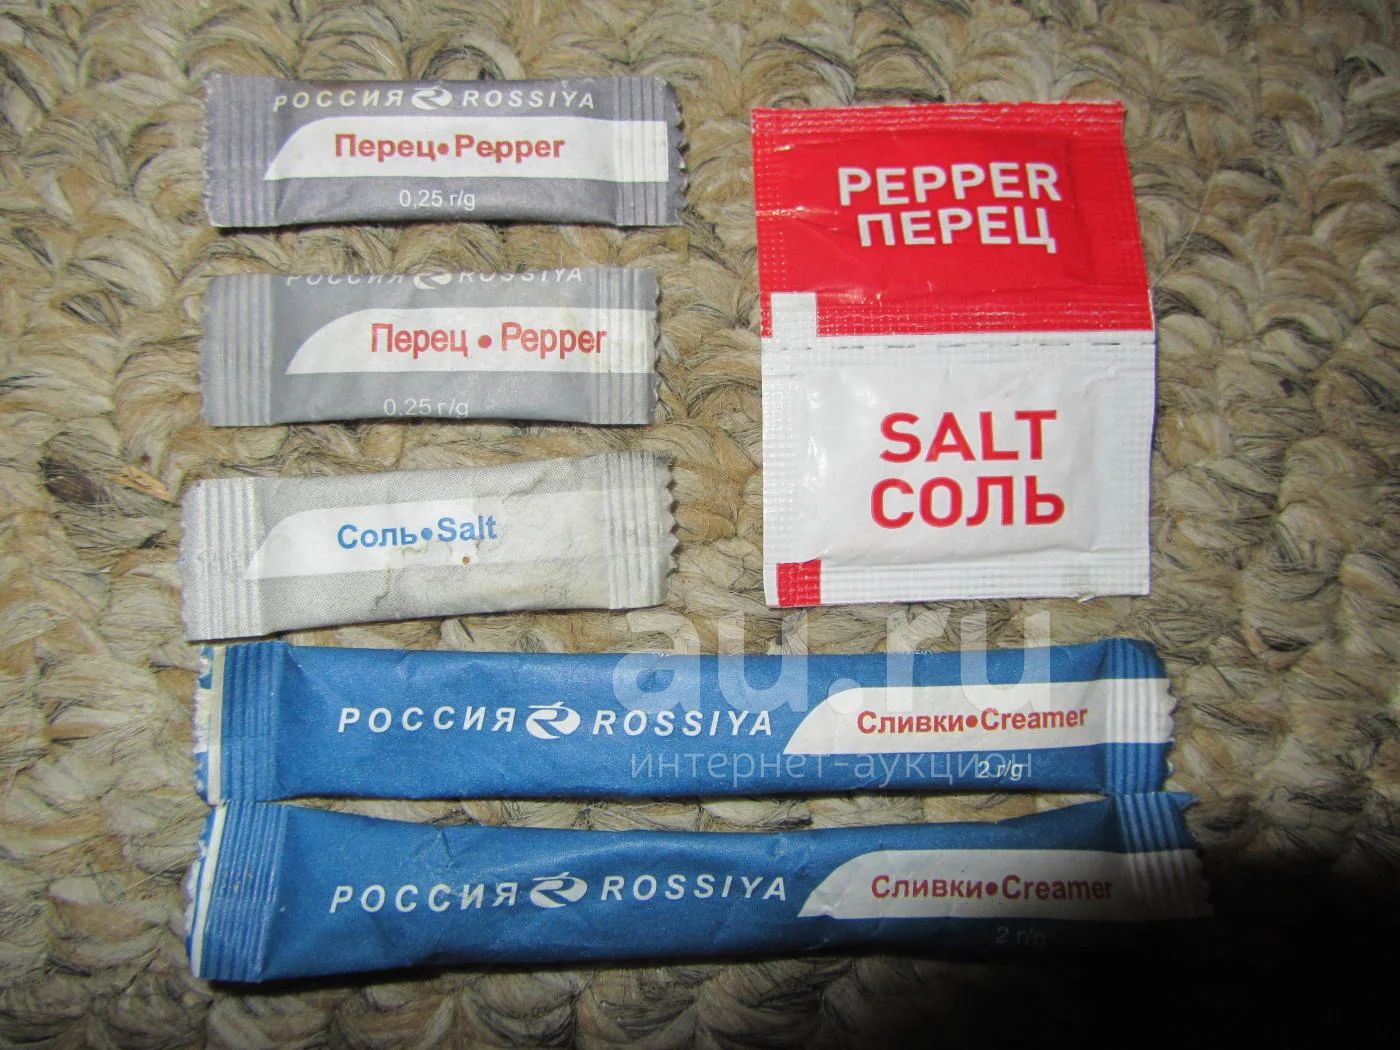 РОССИЯ ROSSIYA
Перец•Pepper
0,25 г/g
РОССИЯ ROSSIYA
Перец • Pepper
0,25 г/g
Соль•Salt
PEPPER
ПЕРЕЦ
SALT
СОЛЬ
РОССИЯ ROSSIYA
Сливки•Creamer
2 г/g
РОССИЯ ROSSIYA
Сливки•Creamer
2 г/g
au.ru
интернет-аукцион